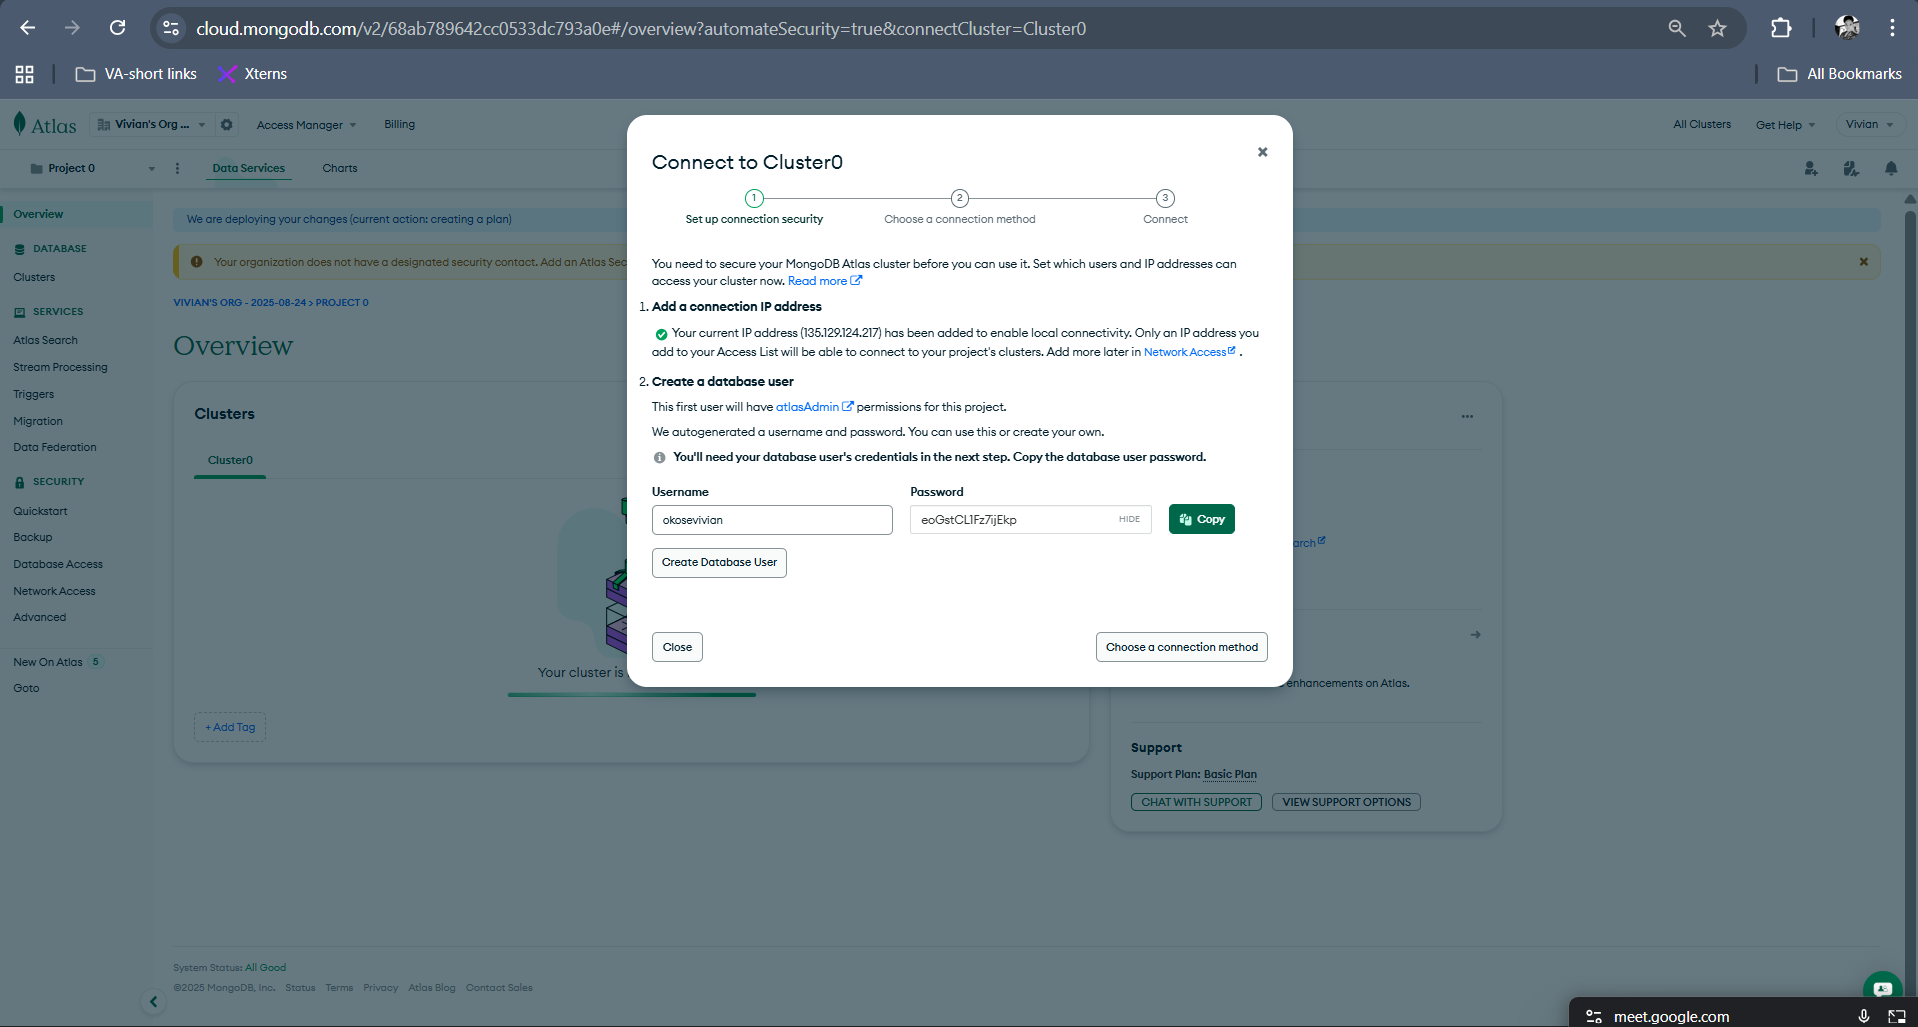 cloud.mongodb.com/v2/68ab789642cc0533dc793a0e#/overview?automateSecurity=true&connectCluster=Cluster0
VA-short links
Xterns
All Bookmarks
Atlas
Vivian's Org ...
Access Manager
Billing
All Clusters
Get Help
Vivian
Project 0
Data Services
Charts
Overview
DATABASE
Clusters
SERVICES
Atlas Search
Stream Processing
Triggers
Migration
Data Federation
SECURITY
Quickstart
Backup
Database Access
Network Access
Advanced
New On Atlas 5
Goto
We are deploying your changes (current action: creating a plan)
Your organization does not have a designated security contact. Add an Atlas Sec
VIVIAN'S ORG - 2025-08-24 > PROJECT 0
Overview
Clusters
Cluster0
Your cluster is
+ Add Tag
Connect to Cluster0
1
2
3
Set up connection security
Choose a connection method
Connect
You need to secure your MongoDB Atlas cluster before you can use it. Set which users and IP addresses can
access your cluster now. Read more
1. Add a connection IP address
Your current IP address (135.129.124.217) has been added to enable local connectivity. Only an IP address you
add to your Access List will be able to connect to your project's clusters. Add more later in Network Access .
2. Create a database user
This first user will have atlasAdmin permissions for this project.
We autogenerated a username and password. You can use this or create your own.
You'll need your database user's credentials in the next step. Copy the database user password.
Username
Password
okosevivian
eoGstCL1Fz7ijEkp
HIDE
Copy
Create Database User
Close
Choose a connection method
arch
enhancements on Atlas.
Support
Support Plan: Basic Plan
CHAT WITH SUPPORT
VIEW SUPPORT OPTIONS
System Status: All Good
©2025 MongoDB, Inc. Status Terms Privacy Atlas Blog Contact Sales
meet.google.com